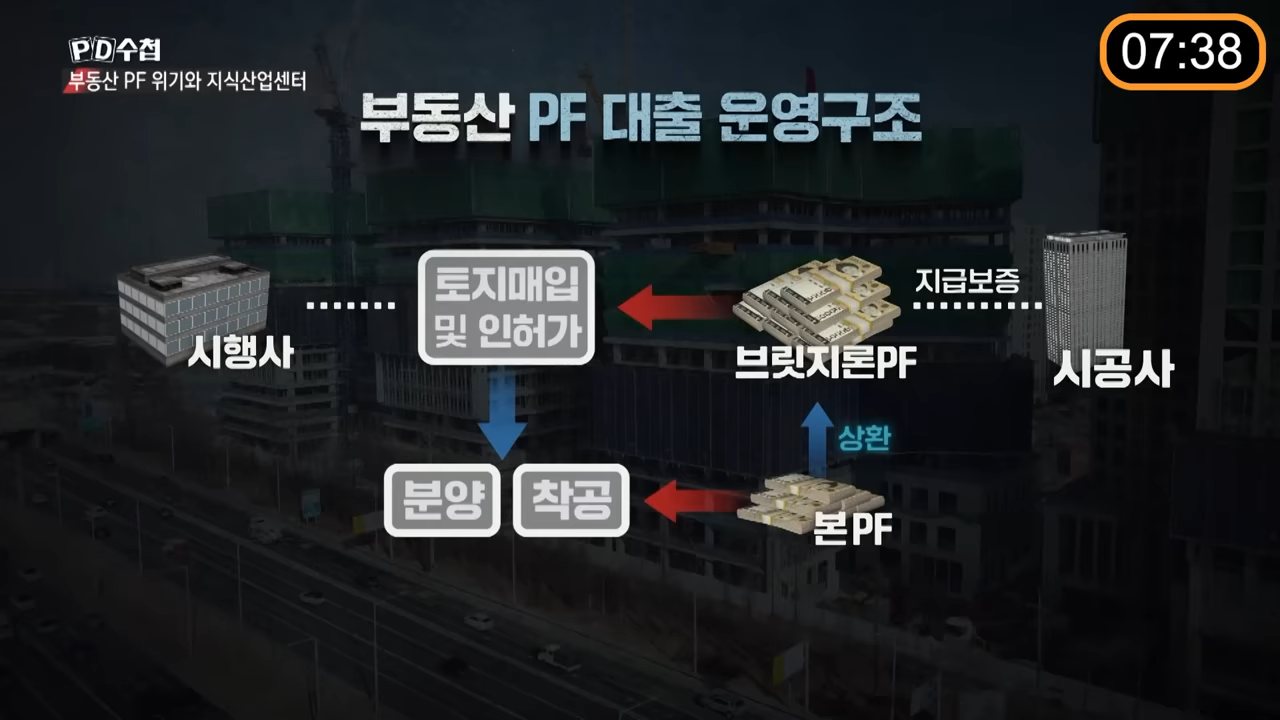 PD수첩
부동산 PF 위기와 지식산업센터
07:38
부동산 PF 대출 운영구조
시행사
토지매입
및 인허가
브릿지론PF
지급보증
시공사
상환
분양
착공
본PF